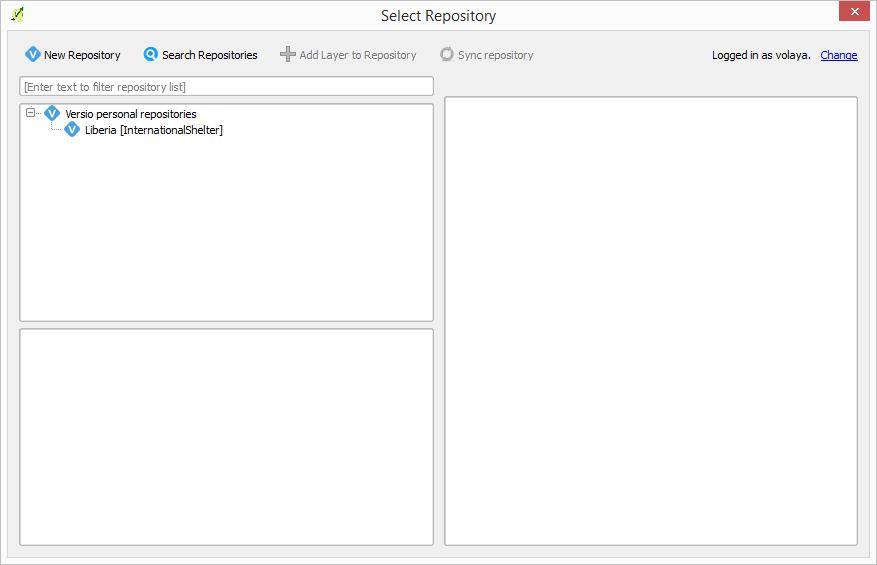 Select Repository
New Repository Search Repositories Add Layer to Repository Sync repository Logged in as volaya. Change
[Enter text to filter repository list]
Versio personal repositories
Liberia [InternationalShelter]